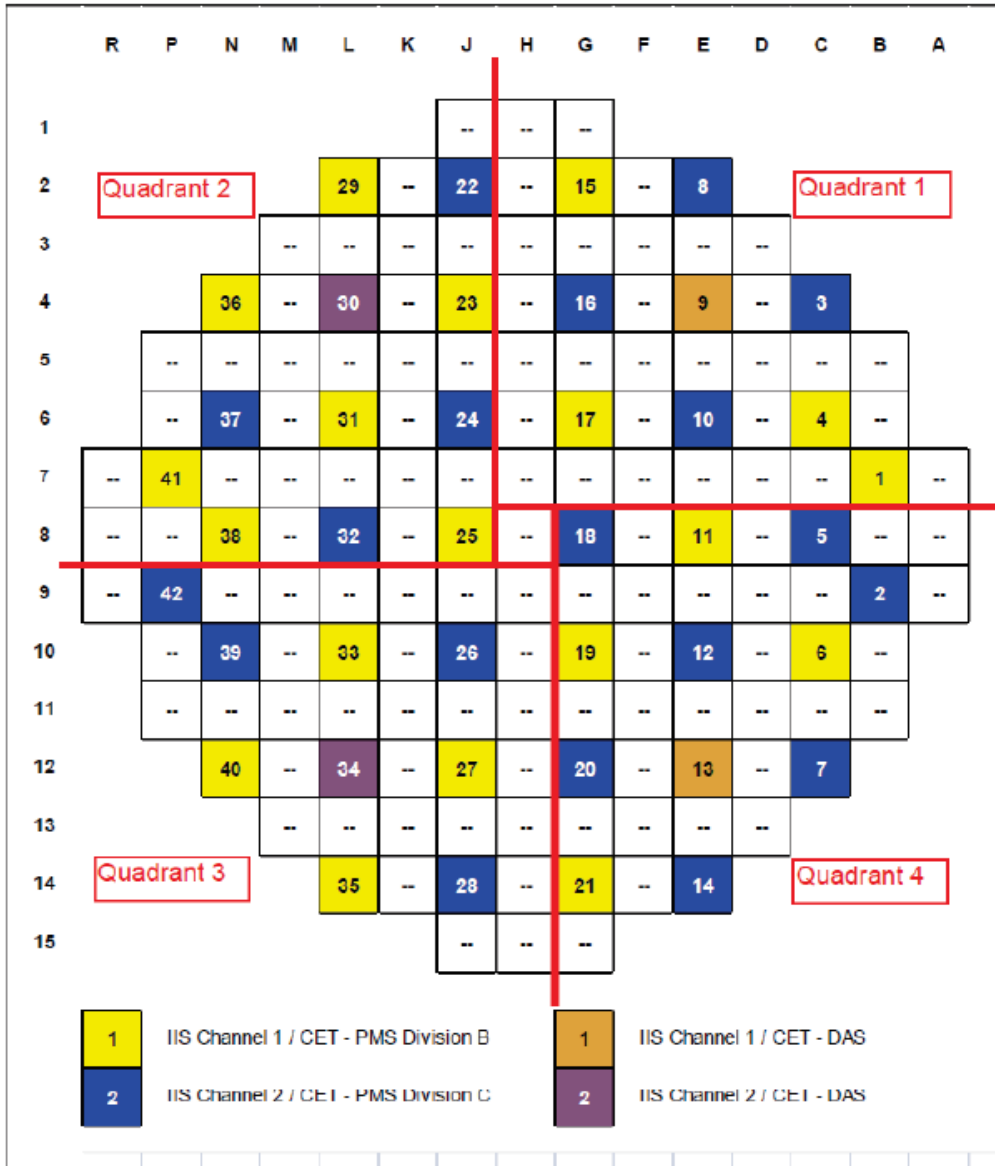 R P N M L K J H G F E D C B A
1 -- -- --
2 Quadrant 2 29 -- 22 -- 15 -- 8 Quadrant 1
3 -- -- -- -- -- -- -- -- --
4 36 -- 30 -- 23 -- 16 -- 9 -- 3
5 -- -- -- -- -- -- -- -- -- -- -- -- --
6 -- 37 -- 31 -- 24 -- 17 -- 10 -- 4 --
7 -- 41 -- -- -- -- -- -- -- -- -- -- -- 1 --
8 -- -- 38 -- 32 -- 25 -- 18 -- 11 -- 5 -- --
9 -- 42 -- -- -- -- -- -- -- -- -- -- -- 2 --
10 -- 39 -- 33 -- 26 -- 19 -- 12 -- 6 --
11 -- -- -- -- -- -- -- -- -- -- -- -- --
12 40 -- 34 -- 27 -- 20 -- 13 -- 7
13 -- -- -- -- -- -- -- -- --
14 Quadrant 3 35 -- 28 -- 21 -- 14 Quadrant 4
15 -- -- --
1 IIS Channel 1 / CET - PMS Division B 1 IIS Channel 1 / CET - DAS
2 IIS Channel 2 / CET - PMS Division C 2 IIS Channel 2 / CET - DAS